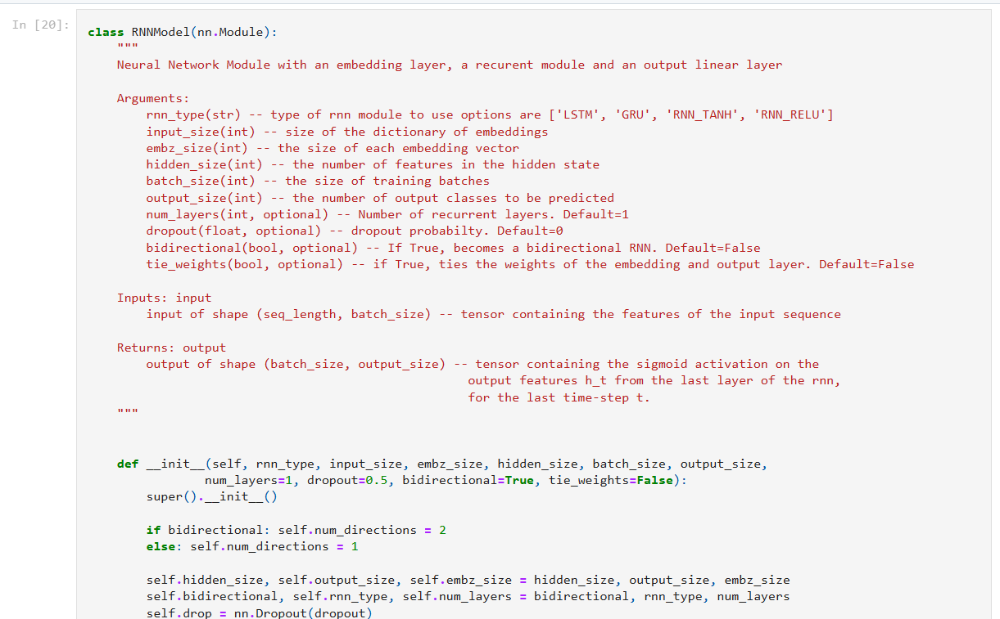 In [20]:
class RNNModel(nn.Module):
"""
Neural Network Module with an embedding layer, a recurent module and an output linear layer
Arguments:
rnn_type(str) -- type of rnn module to use options are ['LSTM', 'GRU', 'RNN_TANH', 'RNN_RELU']
input_size(int) -- size of the dictionary of embeddings
embz_size(int) -- the size of each embedding vector
hidden_size(int) -- the number of features in the hidden state
batch_size(int) -- the size of training batches
output_size(int) -- the number of output classes to be predicted
num_layers(int, optional) -- Number of recurrent layers. Default=1
dropout(float, optional) -- dropout probabilty. Default=0
bidirectional(bool, optional) -- If True, becomes a bidirectional RNN. Default=False
tie_weights(bool, optional) -- if True, ties the weights of the embedding and output layer. Default=False
Inputs: input
input of shape (seq_length, batch_size) -- tensor containing the features of the input sequence
Returns: output
output of shape (batch_size, output_size) -- tensor containing the sigmoid activation on the
output features h_t from the last layer of the rnn,
for the last time-step t.
"""
def __init__(self, rnn_type, input_size, embz_size, hidden_size, batch_size, output_size,
num_layers=1, dropout=0.5, bidirectional=True, tie_weights=False):
super().__init__()
if bidirectional: self.num_directions = 2
else: self.num_directions = 1
self.hidden_size, self.output_size, self.embz_size = hidden_size, output_size, embz_size
self.bidirectional, self.rnn_type, self.num_layers = bidirectional, rnn_type, num_layers
self.drop = nn.Dropout(dropout)